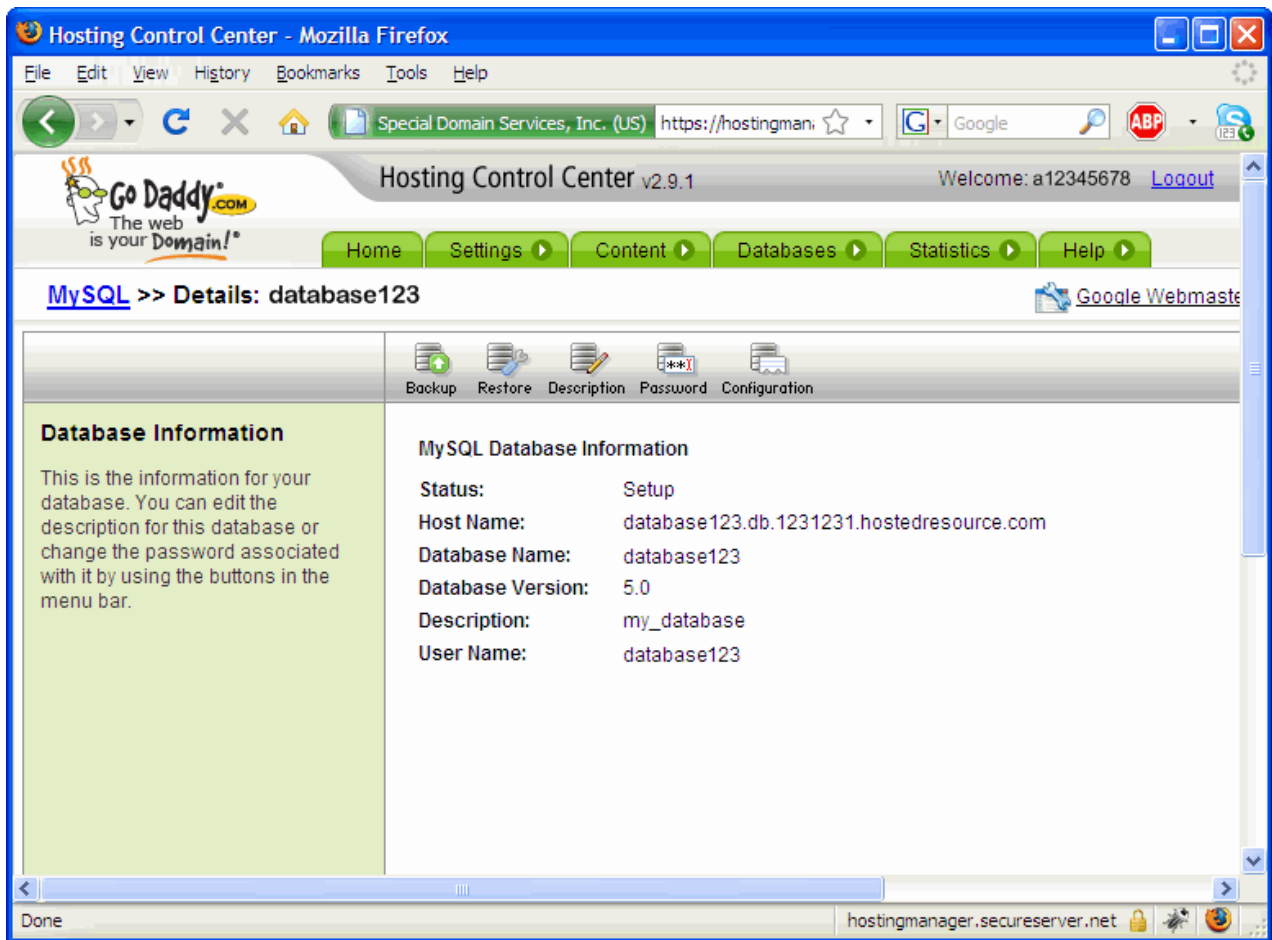 Hosting Control Center - Mozilla Firefox
File Edit View History Bookmarks Tools Help
Special Domain Services, Inc. (US) https://hostingman Google ABP 123
Go Daddy.COM
The web
is your Domain!®
Hosting Control Center v2.9.1
Welcome: a12345678 Logout
Home Settings Content Databases Statistics Help
MySQL >> Details: database123
Google Webmaste
Backup Restore Description Password Configuration
Database Information
This is the information for your
database. You can edit the
description for this database or
change the password associated
with it by using the buttons in the
menu bar.
MySQL Database Information
Status: Setup
Host Name: database123.db.1231231.hostedresource.com
Database Name: database123
Database Version: 5.0
Description: my_database
User Name: database123
Done hostingmanager.secureserver.net